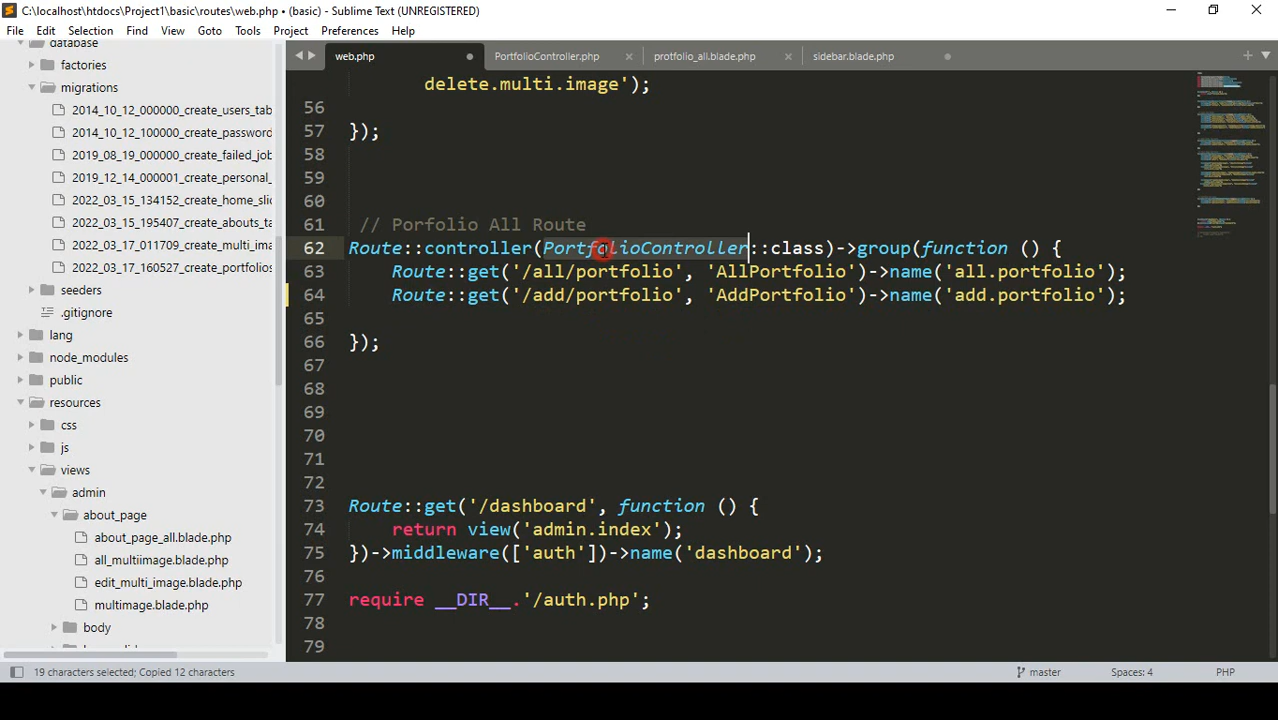 C:\localhost\htdocs\Project1\basic\routes\web.php • (basic) - Sublime Text (UNREGISTERED)
File Edit Selection Find View Goto Tools Project Preferences Help
web.php PortfolioController.php protfolio_all.blade.php sidebar.blade.php
database
factories
migrations
2014_10_12_000000_create_users_tab
2014_10_12_100000_create_password
2019_08_19_000000_create_failed_job
2019_12_14_000001_create_personal_
2022_03_15_134152_create_home_slic
2022_03_15_195407_create_abouts_ta
2022_03_17_011709_create_multi_ima
2022_03_17_160527_create_portfolios
seeders
.gitignore
lang
node_modules
public
resources
css
js
views
admin
about_page
about_page_all.blade.php
all_multiimage.blade.php
edit_multi_image.blade.php
multimage.blade.php
body
delete.multi.image');
56
57 });
58
59
60
61 // Porfolio All Route
62 Route::controller(PortfolioController::class)->group(function () {
63 Route::get('/all/portfolio', 'AllPortfolio')->name('all.portfolio');
64 Route::get('/add/portfolio', 'AddPortfolio')->name('add.portfolio');
65
66 });
67
68
69
70
71
72
73 Route::get('/dashboard', function () {
74 return view('admin.index');
75 })->middleware(['auth'])->name('dashboard');
76
77 require __DIR__.'/auth.php';
78
79
19 characters selected; Copied 12 characters master Spaces: 4 PHP